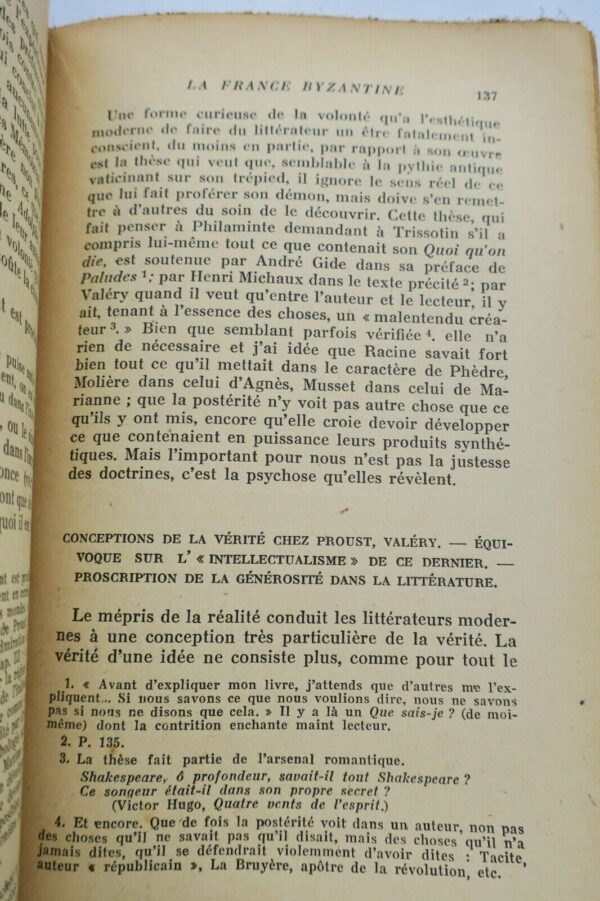 LA FRANCE BYZANTINE 137
Une forme curieuse de la volonté qu'a l'esthétique
moderne de faire du littérateur un être fatalement in-
conscient, du moins en partie, par rapport à son œuvre
est la thèse qui veut que, semblable à la pythie antique
vaticinant sur son trépied, il ignore le sens réel de ce
que lui fait proférer son démon, mais doive s'en remet-
tre à d'autres du soin de le découvrir. Cette thèse, qui
fait penser à Philaminte demandant à Trissotin s'il a
compris lui-même tout ce que contenait son Quoi qu'on
die, est soutenue par André Gide dans sa préface de
Paludes ¹; par Henri Michaux dans le texte précité ²; par
Valéry quand il veut qu'entre l'auteur et le lecteur, il y
ait, tenant à l'essence des choses, un « malentendu créa-
teur ³. » Bien que semblant parfois vérifiée ⁴. elle n'a
rien de nécessaire et j'ai idée que Racine savait fort
bien tout ce qu'il mettait dans le caractère de Phèdre,
Molière dans celui d'Agnès, Musset dans celui de Ma-
rianne ; que la postérité n'y voit pas autre chose que ce
qu'ils y ont mis, encore qu'elle croie devoir développer
ce que contenaient en puissance leurs produits synthé-
tiques. Mais l'important pour nous n'est pas la justesse
des doctrines, c'est la psychose qu'elles révèlent.
CONCEPTIONS DE LA VÉRITÉ CHEZ PROUST, VALÉRY. — ÉQUI-
VOQUE SUR L' « INTELLECTUALISME » DE CE DERNIER. —
PROSCRIPTION DE LA GÉNÉROSITÉ DANS LA LITTÉRATURE.
Le mépris de la réalité conduit les littérateurs moder-
nes à une conception très particulière de la vérité. La
vérité d'une idée ne consiste plus, comme pour tout le
1. « Avant d'expliquer mon livre, j'attends que d'autres me l'ex-
pliquent... Si nous savons ce que nous voulions dire, nous ne savons
pas si nous ne disons que cela. » Il y a là un Que sais-je ? (de moi-
même) dont la contrition enchante maint lecteur.
2. P. 135.
3. La thèse fait partie de l'arsenal romantique.
Shakespeare, ô profondeur, savait-il tout Shakespeare ?
Ce songeur était-il dans son propre secret ?
(Victor Hugo, Quatre vents de l'esprit.)
4. Et encore. Que de fois la postérité voit dans un auteur, non pas
des choses qu'il ne savait pas qu'il disait, mais des choses qu'il n'a
jamais dites, qu'il se défendrait violemment d'avoir dites : Tacite,
auteur « républicain », La Bruyère, apôtre de la révolution, etc.